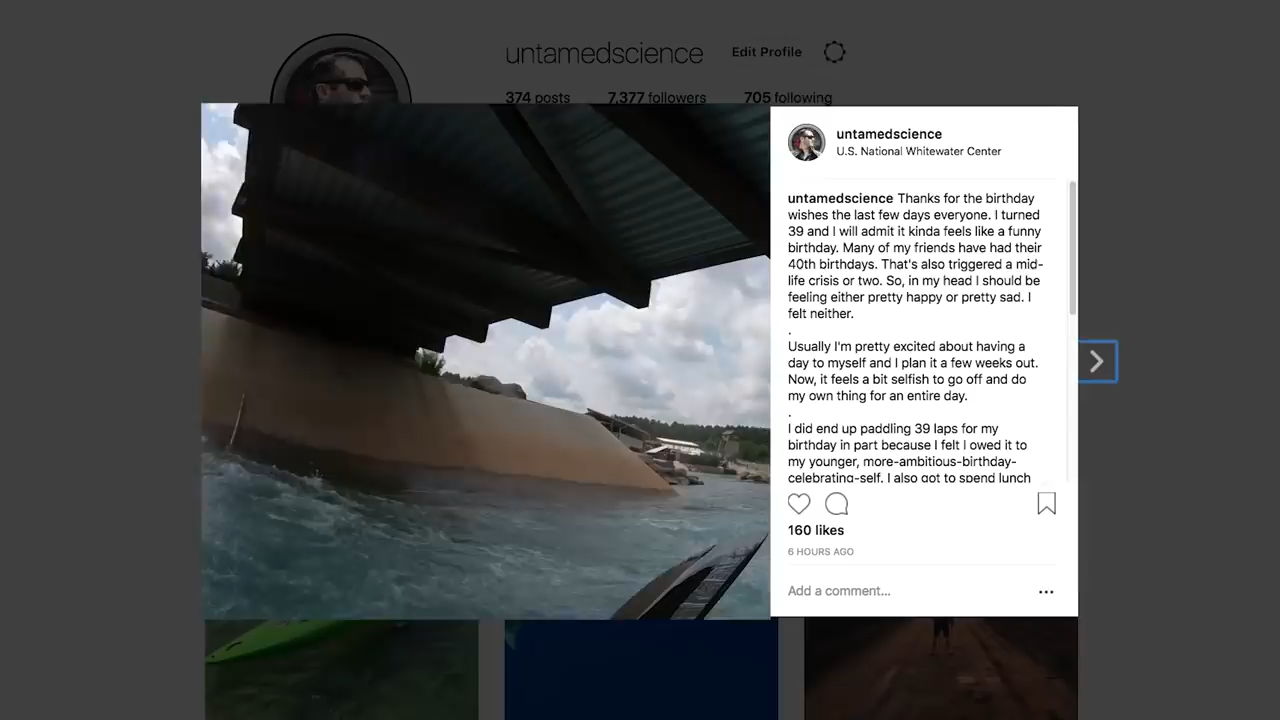 untamedscience Edit Profile
374 posts 7,377 followers 705 following
untamedscience
U.S. National Whitewater Center
untamedscience Thanks for the birthday
wishes the last few days everyone. I turned
39 and I will admit it kinda feels like a funny
birthday. Many of my friends have had their
40th birthdays. That's also triggered a mid-
life crisis or two. So, in my head I should be
feeling either pretty happy or pretty sad. I
felt neither.
.
Usually I'm pretty excited about having a
day to myself and I plan it a few weeks out.
Now, it feels a bit selfish to go off and do
my own thing for an entire day.
.
I did end up paddling 39 laps for my
birthday in part because I felt I owed it to
my younger, more-ambitious-birthday-
celebrating-self. I also got to spend lunch
160 likes
6 HOURS AGO
Add a comment...